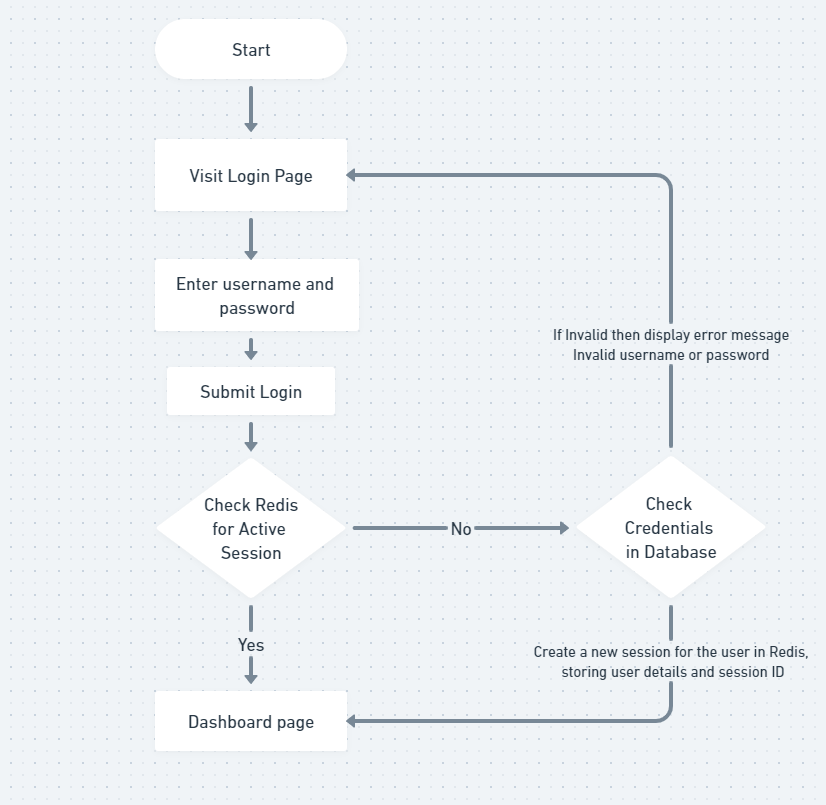 Start
Visit Login Page
Enter username and
password
Submit Login
Check Redis
for Active
Session
No
Check
Credentials
in Database
If Invalid then display error message
Invalid username or password
Yes
Create a new session for the user in Redis,
storing user details and session ID
Dashboard page